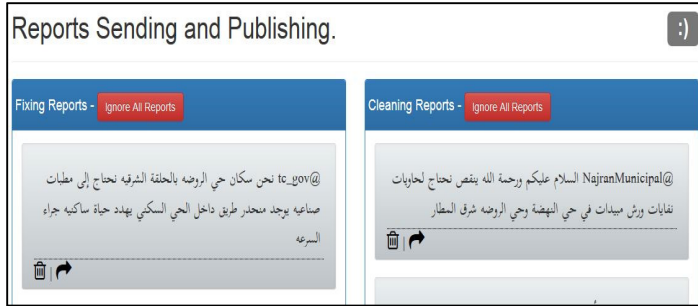 Reports Sending and Publishing.
:)
Fixing Reports - Ignore All Reports
@tc_gov نحن سكان حي الروضه بالحلقة الشرقيه نحتاج إلى مطبات
صناعيه يوجد منحدر طريق داخل الحي السكني يهدد حياة ساكنيه جراء
السرعه
Cleaning Reports - Ignore All Reports
@NajranMunicipal السلام عليكم ورحمة الله ينقص نحتاج لحاويات
نفايات ورش مبيدات في حي النهضة وحي الروضه شرق المطار